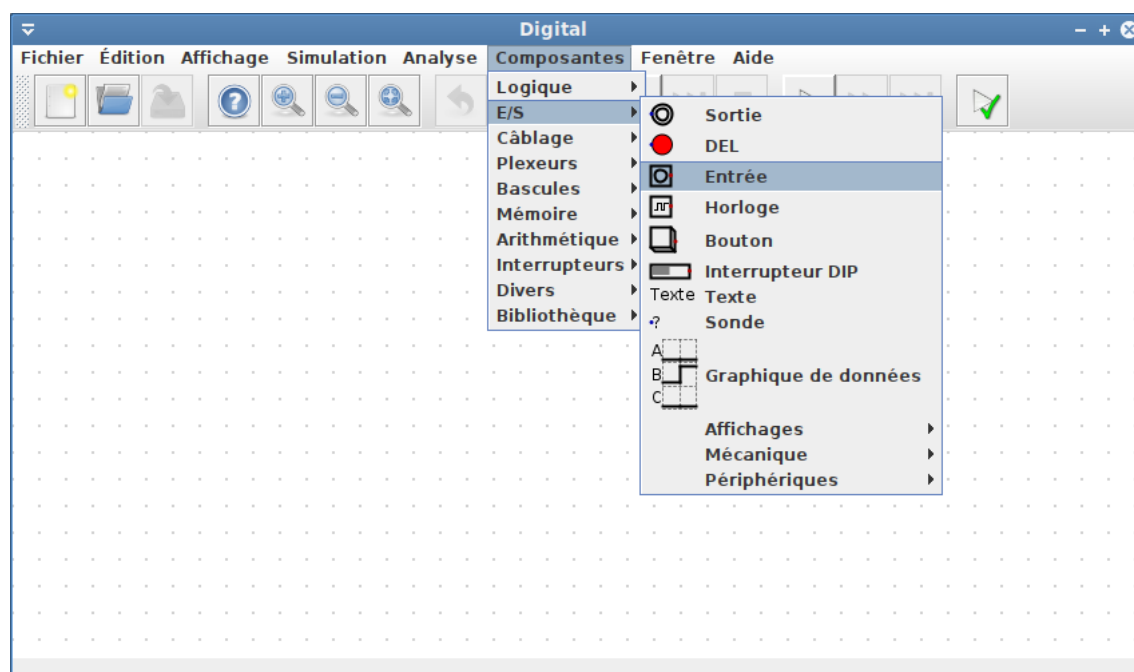 Digital
Fichier Édition Affichage Simulation Analyse Composantes Fenêtre Aide
Logique
E/S
Câblage
Plexeurs
Bascules
Mémoire
Arithmétique
Interrupteurs
Divers
Bibliothèque
Sortie
DEL
Entrée
Horloge
Bouton
Interrupteur DIP
Texte Texte
? Sonde
A
B Graphique de données
C
Affichages
Mécanique
Périphériques